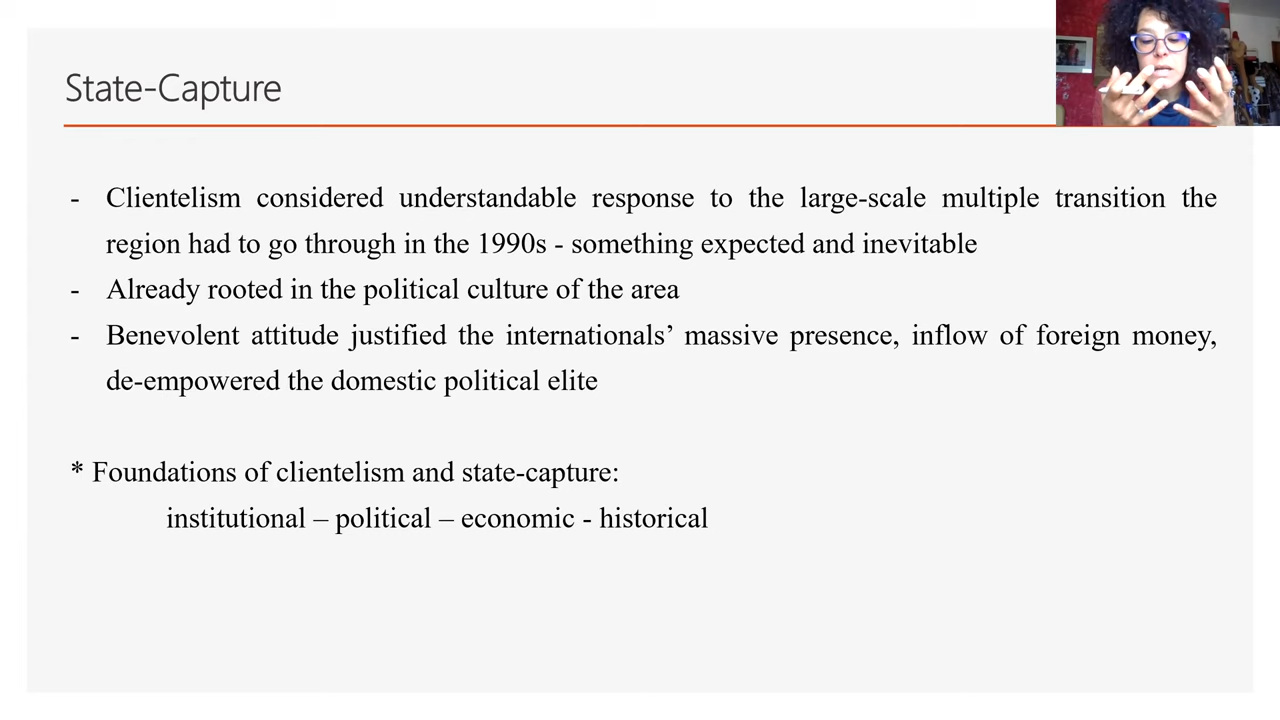 State-Capture
- Clientelism considered understandable response to the large-scale multiple transition the
region had to go through in the 1990s - something expected and inevitable
- Already rooted in the political culture of the area
- Benevolent attitude justified the internationals’ massive presence, inflow of foreign money,
de-empowered the domestic political elite
* Foundations of clientelism and state-capture:
institutional – political – economic - historical